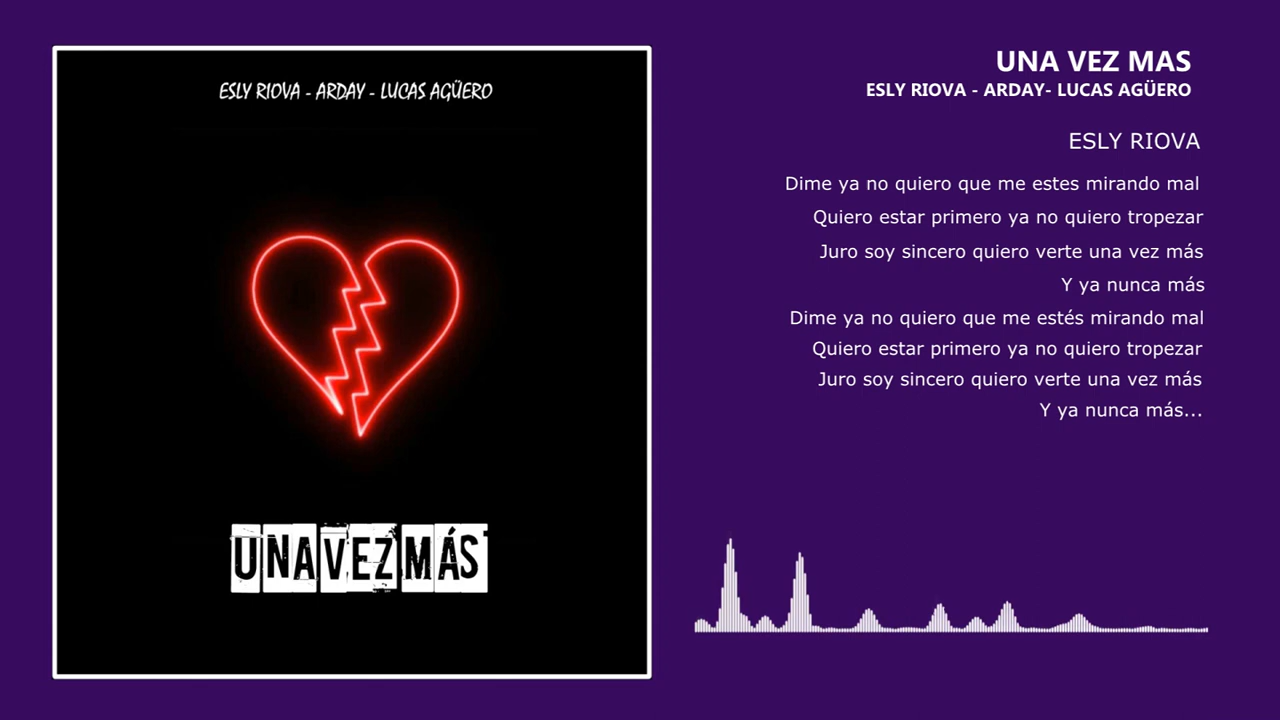 ESLY RIOVA - ARDAY - LUCAS AGÜERO
UNA VEZ MÁS
UNA VEZ MAS
ESLY RIOVA - ARDAY- LUCAS AGÜERO
ESLY RIOVA
Dime ya no quiero que me estes mirando mal
Quiero estar primero ya no quiero tropezar
Juro soy sincero quiero verte una vez más
Y ya nunca más
Dime ya no quiero que me estés mirando mal
Quiero estar primero ya no quiero tropezar
Juro soy sincero quiero verte una vez más
Y ya nunca más...